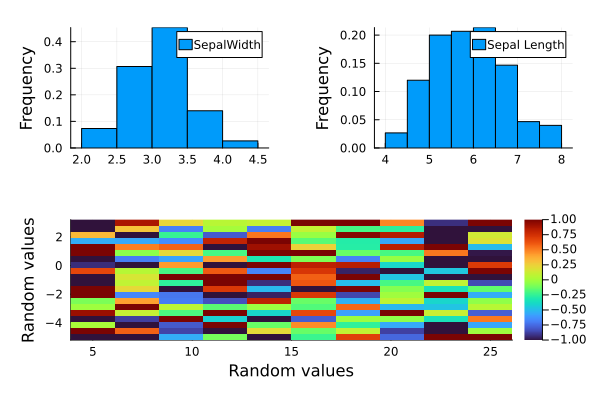 Frequency
0.4
0.3
0.2
0.1
0.0
SepalWidth
2.0 2.5 3.0 3.5 4.0 4.5
Frequency
0.20
0.15
0.10
0.05
0.00
Sepal Length
4 5 6 7 8
Random values
2
0
−2
−4
5 10 15 20 25
Random values
1.00
0.75
0.50
0.25
0
−0.25
−0.50
−0.75
−1.00